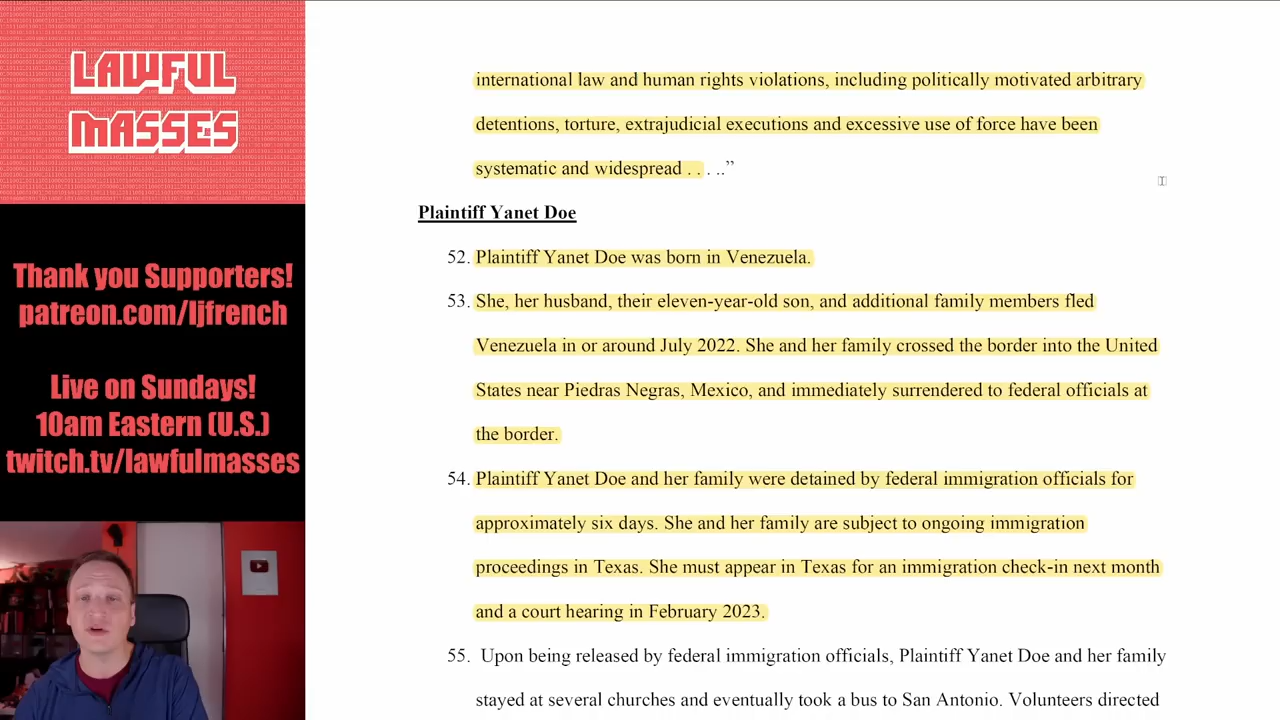 LAWFUL
MASSES
Thank you Supporters!
patreon.com/ljfrench
Live on Sundays!
10am Eastern (U.S.)
twitch.tv/lawfulmasses
international law and human rights violations, including politically motivated arbitrary
detentions, torture, extrajudicial executions and excessive use of force have been
systematic and widespread . . . ..”
Plaintiff Yanet Doe
52. Plaintiff Yanet Doe was born in Venezuela.
53. She, her husband, their eleven-year-old son, and additional family members fled
Venezuela in or around July 2022. She and her family crossed the border into the United
States near Piedras Negras, Mexico, and immediately surrendered to federal officials at
the border.
54. Plaintiff Yanet Doe and her family were detained by federal immigration officials for
approximately six days. She and her family are subject to ongoing immigration
proceedings in Texas. She must appear in Texas for an immigration check-in next month
and a court hearing in February 2023.
55. Upon being released by federal immigration officials, Plaintiff Yanet Doe and her family
stayed at several churches and eventually took a bus to San Antonio. Volunteers directed